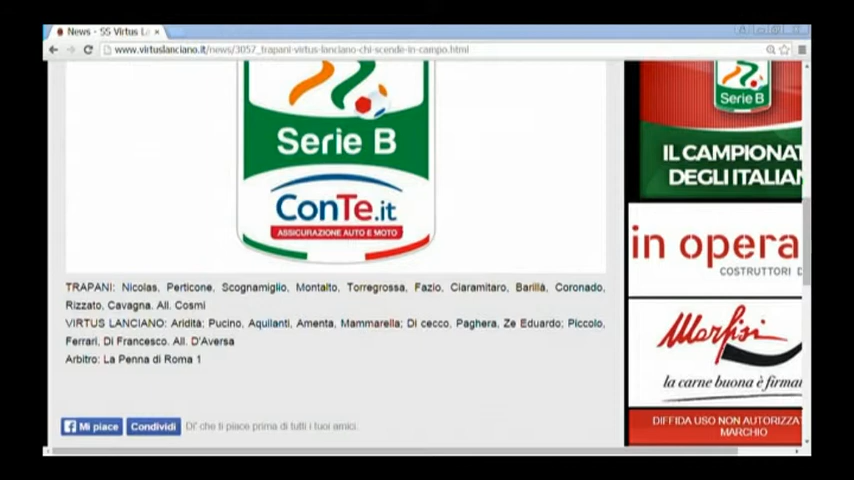 News - SS Virtus La
www.virtuslanciano.it/news/3057_trapani-virtus-lanciano-chi-scende-in-campo.html
Serie B
ConTe.it
ASSICURAZIONE AUTO E MOTO
TRAPANI: Nicolas, Perticone, Scognamiglio, Montalto, Torregrossa, Fazio, Ciaramitaro, Barillà, Coronado,
Rizzato, Cavagna. All. Cosmi
VIRTUS LANCIANO: Aridità; Pucino, Aquilanti, Amenta, Mammarella; Di cecco, Paghera, Ze Eduardo; Piccolo,
Ferrari, Di Francesco. All. D'Aversa
Arbitro: La Penna di Roma 1
Mi piace Condividi Di' che ti piace prima di tutti i tuoi amici.
Serie B
IL CAMPIONAT
DEGLI ITALIAN
in opera
COSTRUTTORI D
Marfisi
la carne buona è firmat
DIFFIDA USO NON AUTORIZZAT
MARCHIO